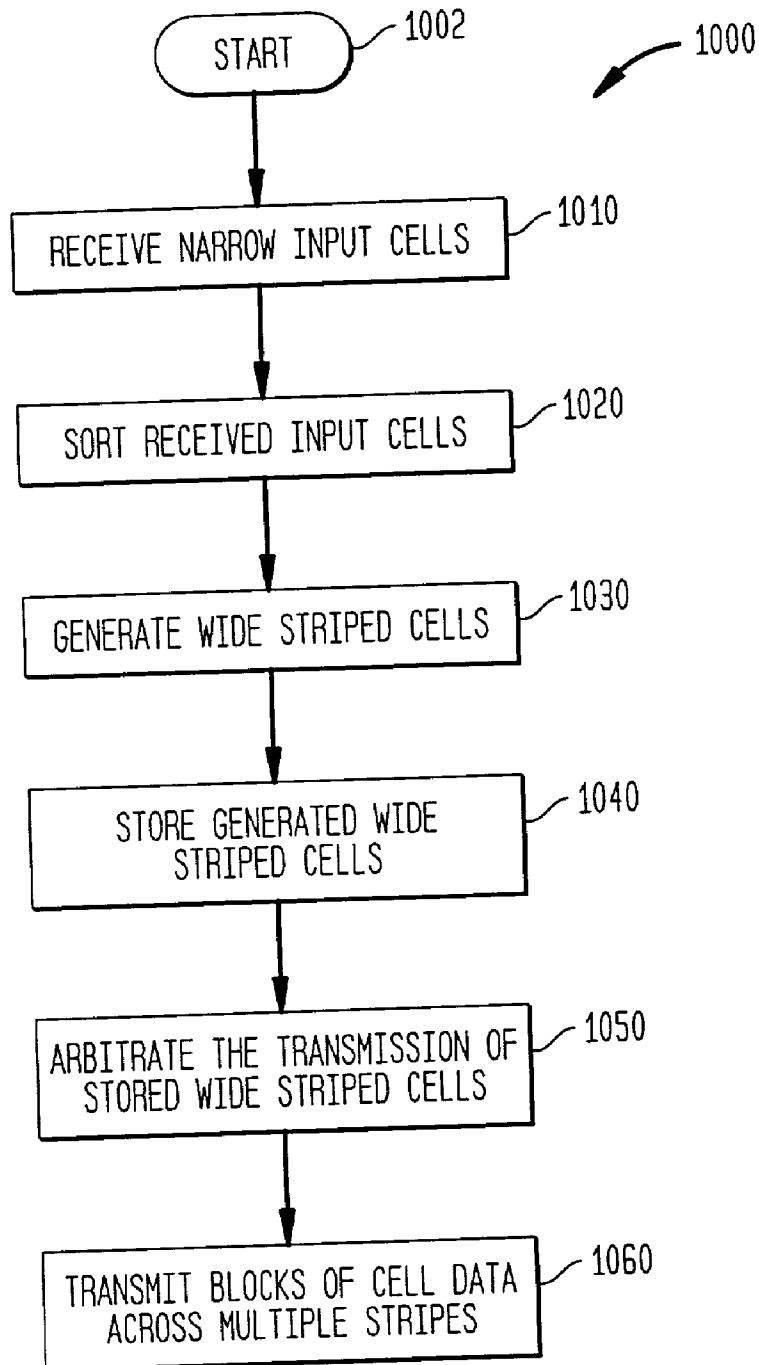 START
1002
1000
RECEIVE NARROW INPUT CELLS
1010
SORT RECEIVED INPUT CELLS
1020
GENERATE WIDE STRIPED CELLS
1030
STORE GENERATED WIDE
STRIPED CELLS
1040
ARBITRATE THE TRANSMISSION OF
STORED WIDE STRIPED CELLS
1050
TRANSMIT BLOCKS OF CELL DATA
ACROSS MULTIPLE STRIPES
1060